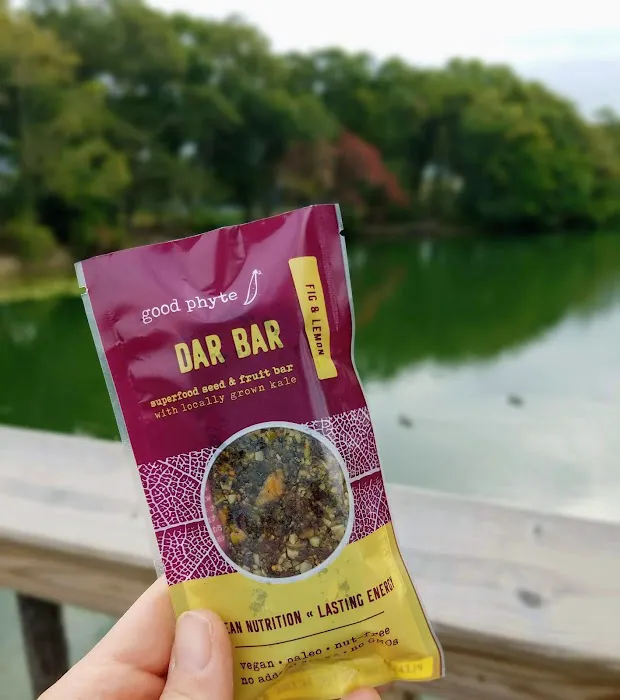 good phyte
DAR BAR
FIG & LEMON
superfood seed & fruit bar
with locally grown kale
NUTRITION « LASTING ENERGY
vegan • paleo • nut-free
no GMOs